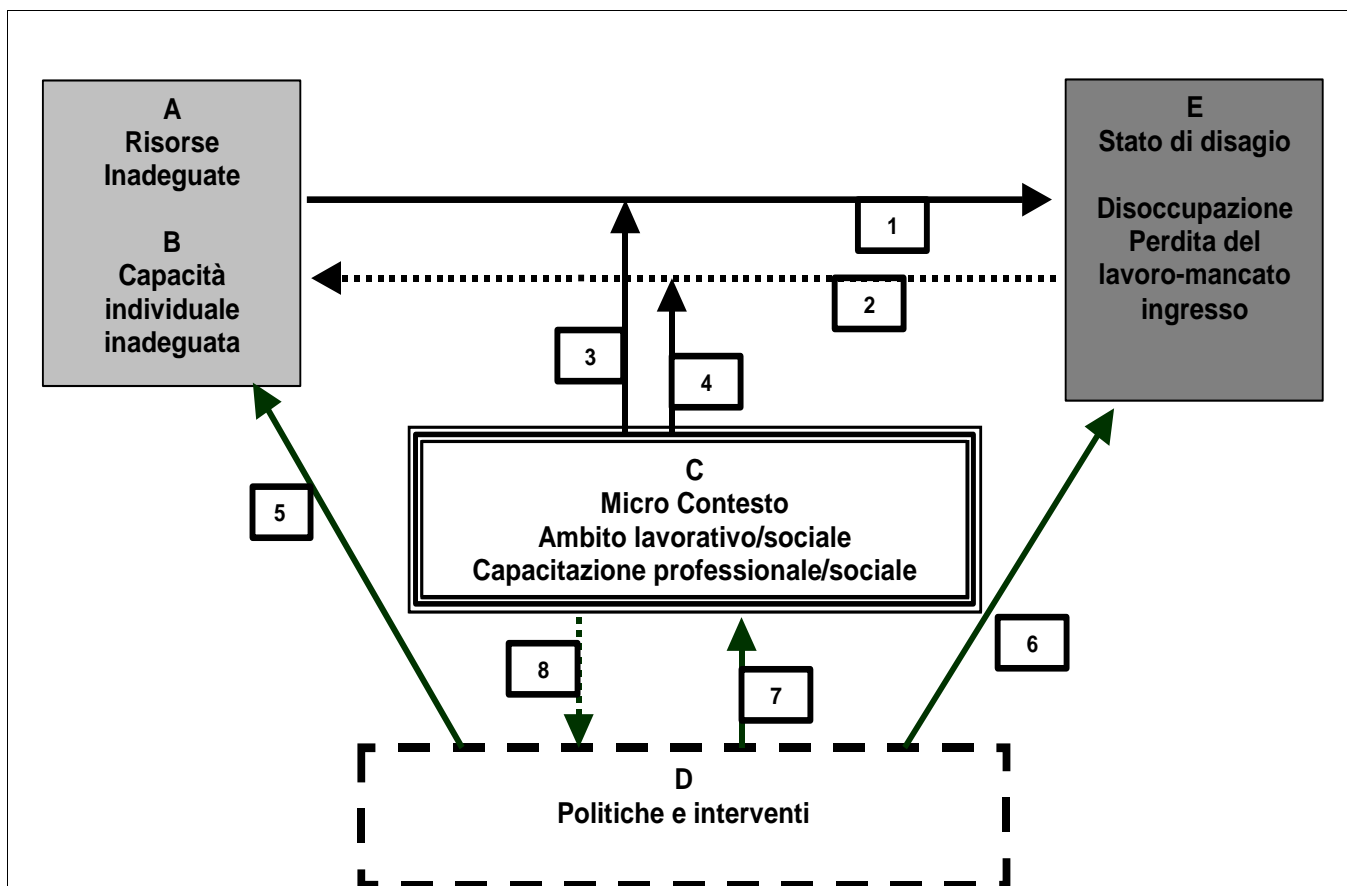 A
Risorse
Inadeguate
B
Capacità
individuale
inadeguata
E
Stato di disagio
Disoccupazione
Perdita del
lavoro-mancato
ingresso
1
2
3
4
C
Micro Contesto
Ambito lavorativo/sociale
Capacitazione professionale/sociale
5
6
8
7
D
Politiche e interventi